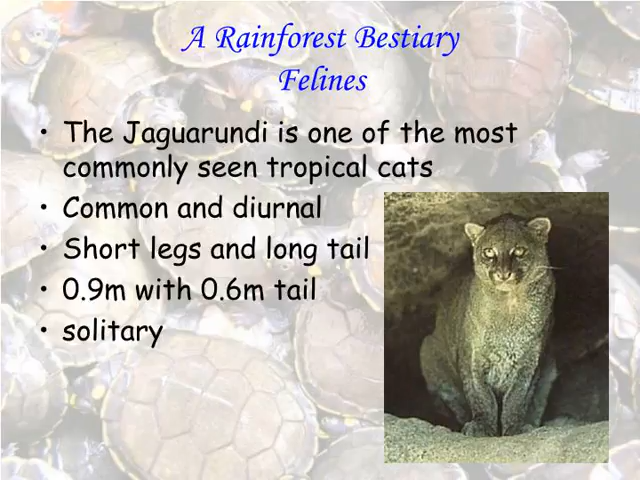 A Rainforest Bestiary
Felines
• The Jaguarundi is one of the most
commonly seen tropical cats
• Common and diurnal
• Short legs and long tail
• 0.9m with 0.6m tail
• solitary